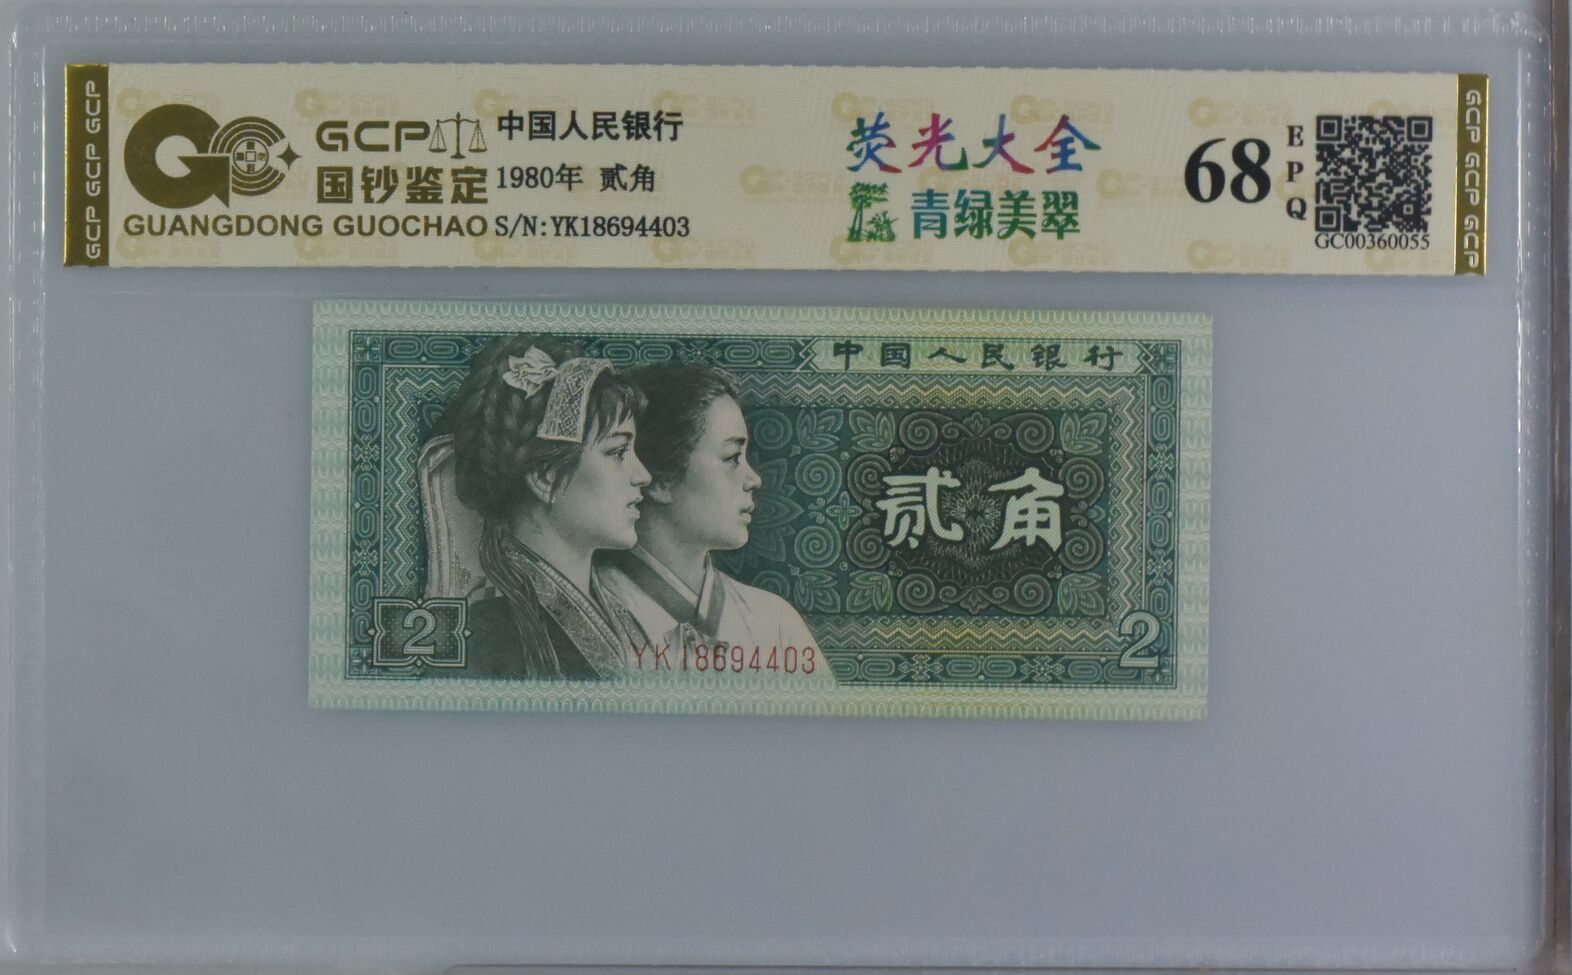 GCP GCP GCP
GCP
国钞鉴定
GUANGDONG GUOCHAO
中国人民银行
1980年 贰角
S/N:YK18694403
荧光大全
青绿美翠
68
EPQ
GC00360055
GCP GCP GCP
中国人民银行
贰角
2
2
YK18694403